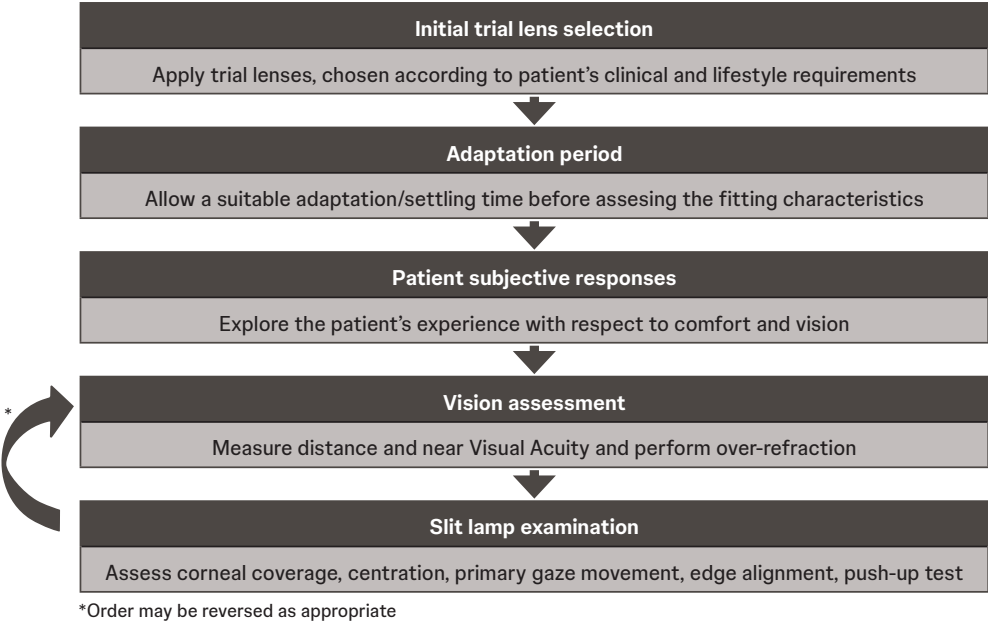 Initial trial lens selection
Apply trial lenses, chosen according to patient's clinical and lifestyle requirements
Adaptation period
Allow a suitable adaptation/settling time before assesing the fitting characteristics
Patient subjective responses
Explore the patient's experience with respect to comfort and vision
*
Vision assessment
Measure distance and near Visual Acuity and perform over-refraction
Slit lamp examination
Assess corneal coverage, centration, primary gaze movement, edge alignment, push-up test
*Order may be reversed as appropriate